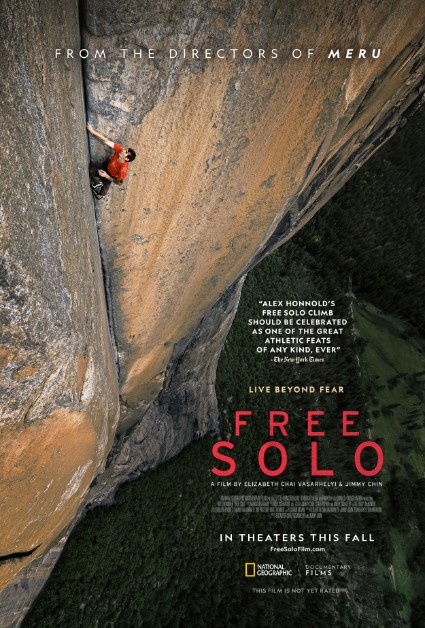 FROM THE DIRECTORS OF MERU
"ALEX HONNOLD'S
FREE SOLO CLIMB
SHOULD BE CELEBRATED
AS ONE OF THE GREAT
ATHLETIC FEATS
OF ANY KIND, EVER"
-The New York Times
LIVE BEYOND FEAR
FREE
SOLO
A FILM BY ELIZABETH CHAI VASARHELYI & JIMMY CHIN
IN THEATERS THIS FALL
FreeSoloFilm.com
NATIONAL
GEOGRAPHIC
DOCUMENTARY
FILMS
THIS FILM IS NOT YET RATED